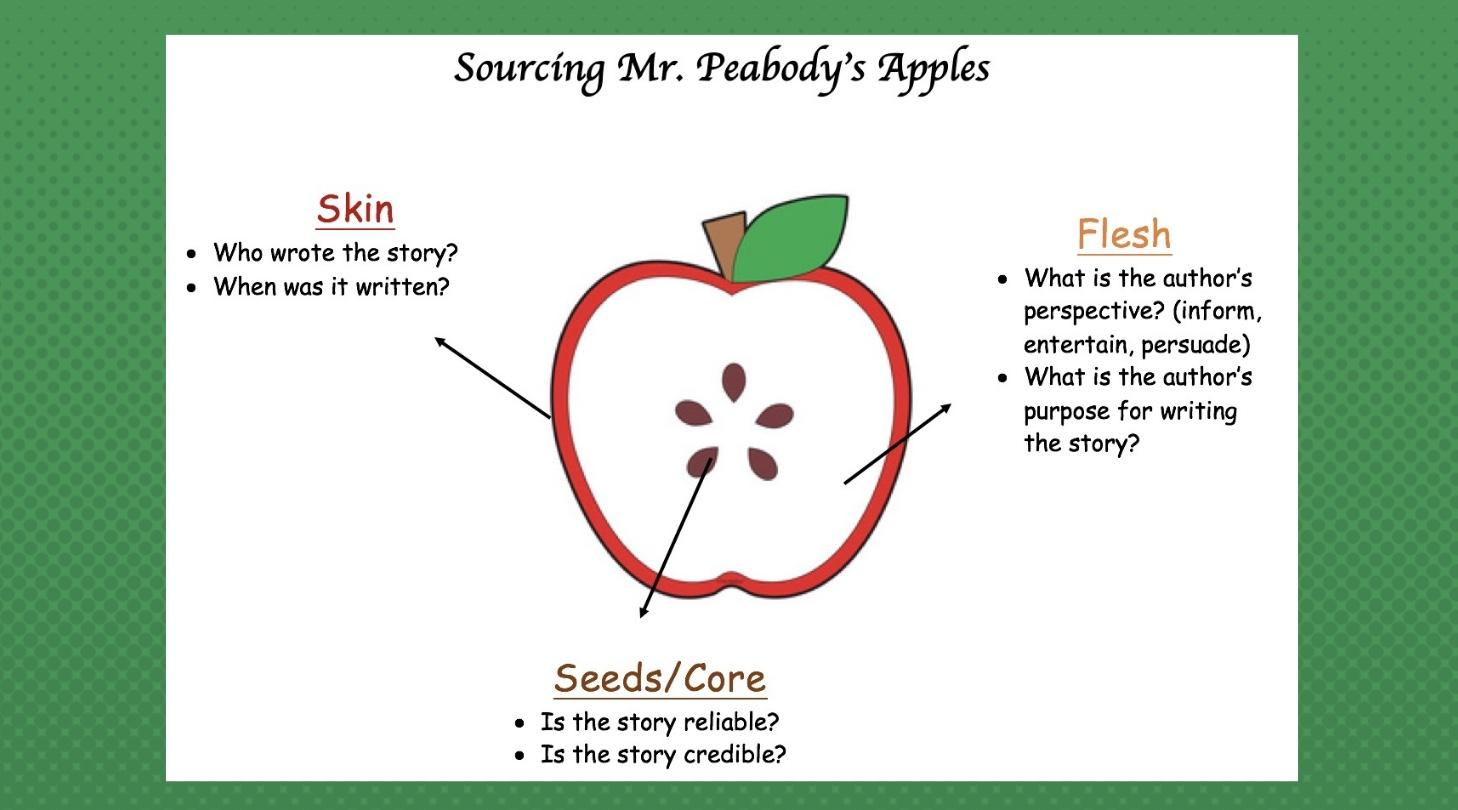 Sourcing Mr. Peabody's Apples
Skin
• Who wrote the story?
• When was it written?
Flesh
• What is the author's
perspective? (inform,
entertain, persuade)
• What is the author's
purpose for writing
the story?
Seeds/Core
• Is the story reliable?
• Is the story credible?